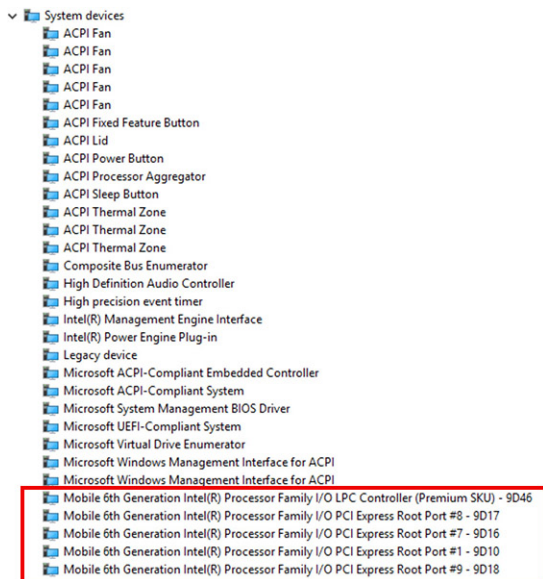 System devices
ACPI Fan
ACPI Fan
ACPI Fan
ACPI Fan
ACPI Fan
ACPI Fixed Feature Button
ACPI Lid
ACPI Power Button
ACPI Processor Aggregator
ACPI Sleep Button
ACPI Thermal Zone
ACPI Thermal Zone
ACPI Thermal Zone
Composite Bus Enumerator
High Definition Audio Controller
High precision event timer
Intel(R) Management Engine Interface
Intel(R) Power Engine Plug-in
Legacy device
Microsoft ACPI-Compliant Embedded Controller
Microsoft ACPI-Compliant System
Microsoft System Management BIOS Driver
Microsoft UEFI-Compliant System
Microsoft Virtual Drive Enumerator
Microsoft Windows Management Interface for ACPI
Microsoft Windows Management Interface for ACPI
Mobile 6th Generation Intel(R) Processor Family I/O LPC Controller (Premium SKU) - 9D46
Mobile 6th Generation Intel(R) Processor Family I/O PCI Express Root Port #8 - 9D17
Mobile 6th Generation Intel(R) Processor Family I/O PCI Express Root Port #7 - 9D16
Mobile 6th Generation Intel(R) Processor Family I/O PCI Express Root Port #1 - 9D10
Mobile 6th Generation Intel(R) Processor Family I/O PCI Express Root Port #9 - 9D18